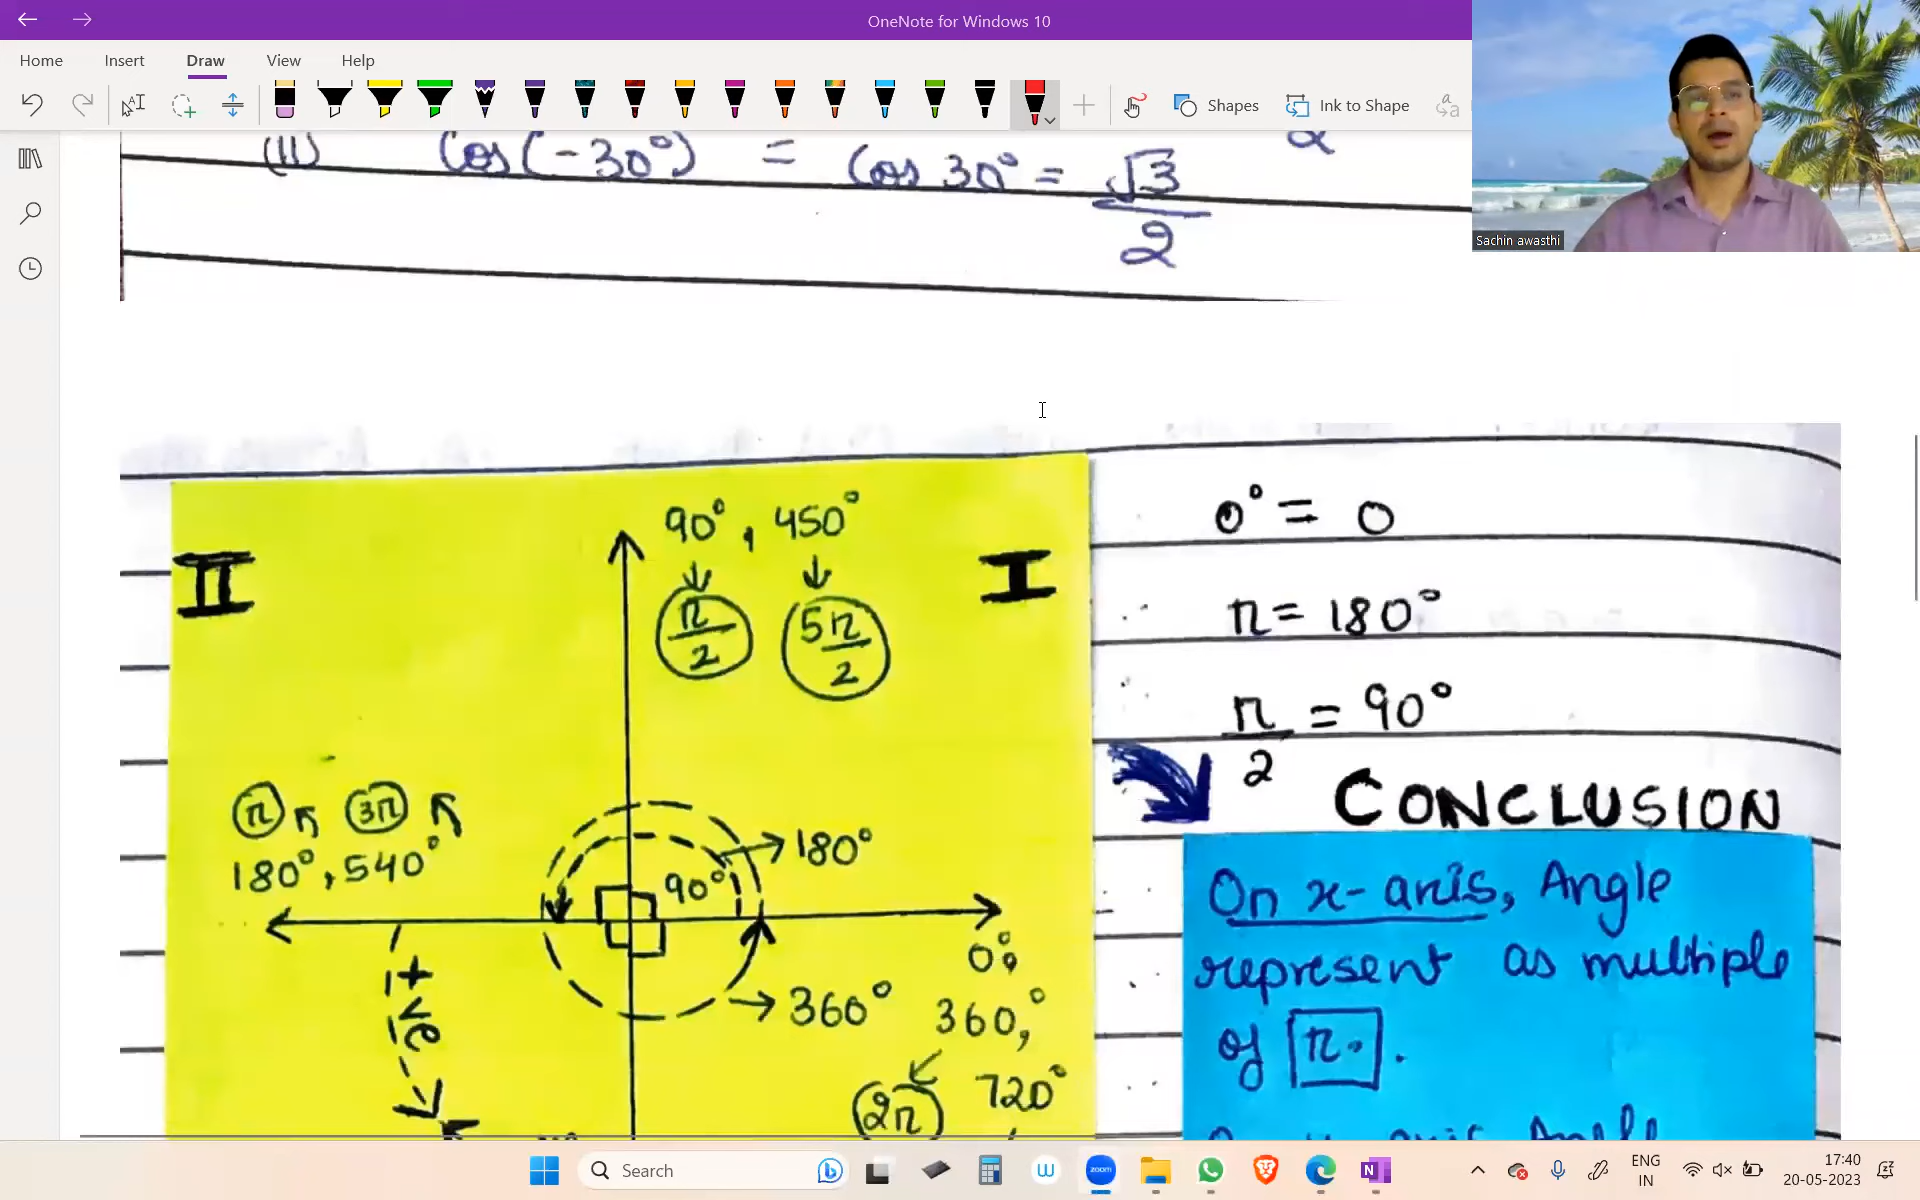 OneNote for Windows 10
Home Insert Draw View Help
Shapes Ink to Shape
Sachin awasthi
(II) Cos(-30°) = Cos 30° = √3/2
2
90°, 450°
π/2 5π/2
II I
π 3π
180°, 540°
180°
90°
0°,
+ve
360° 360°,
2π 720°
0° = 0
π = 180°
π/2 = 90°
CONCLUSION
On x-axis, Angle
represent as multiple
of π.
Search
zoom
ENG
IN
17:40
20-05-2023